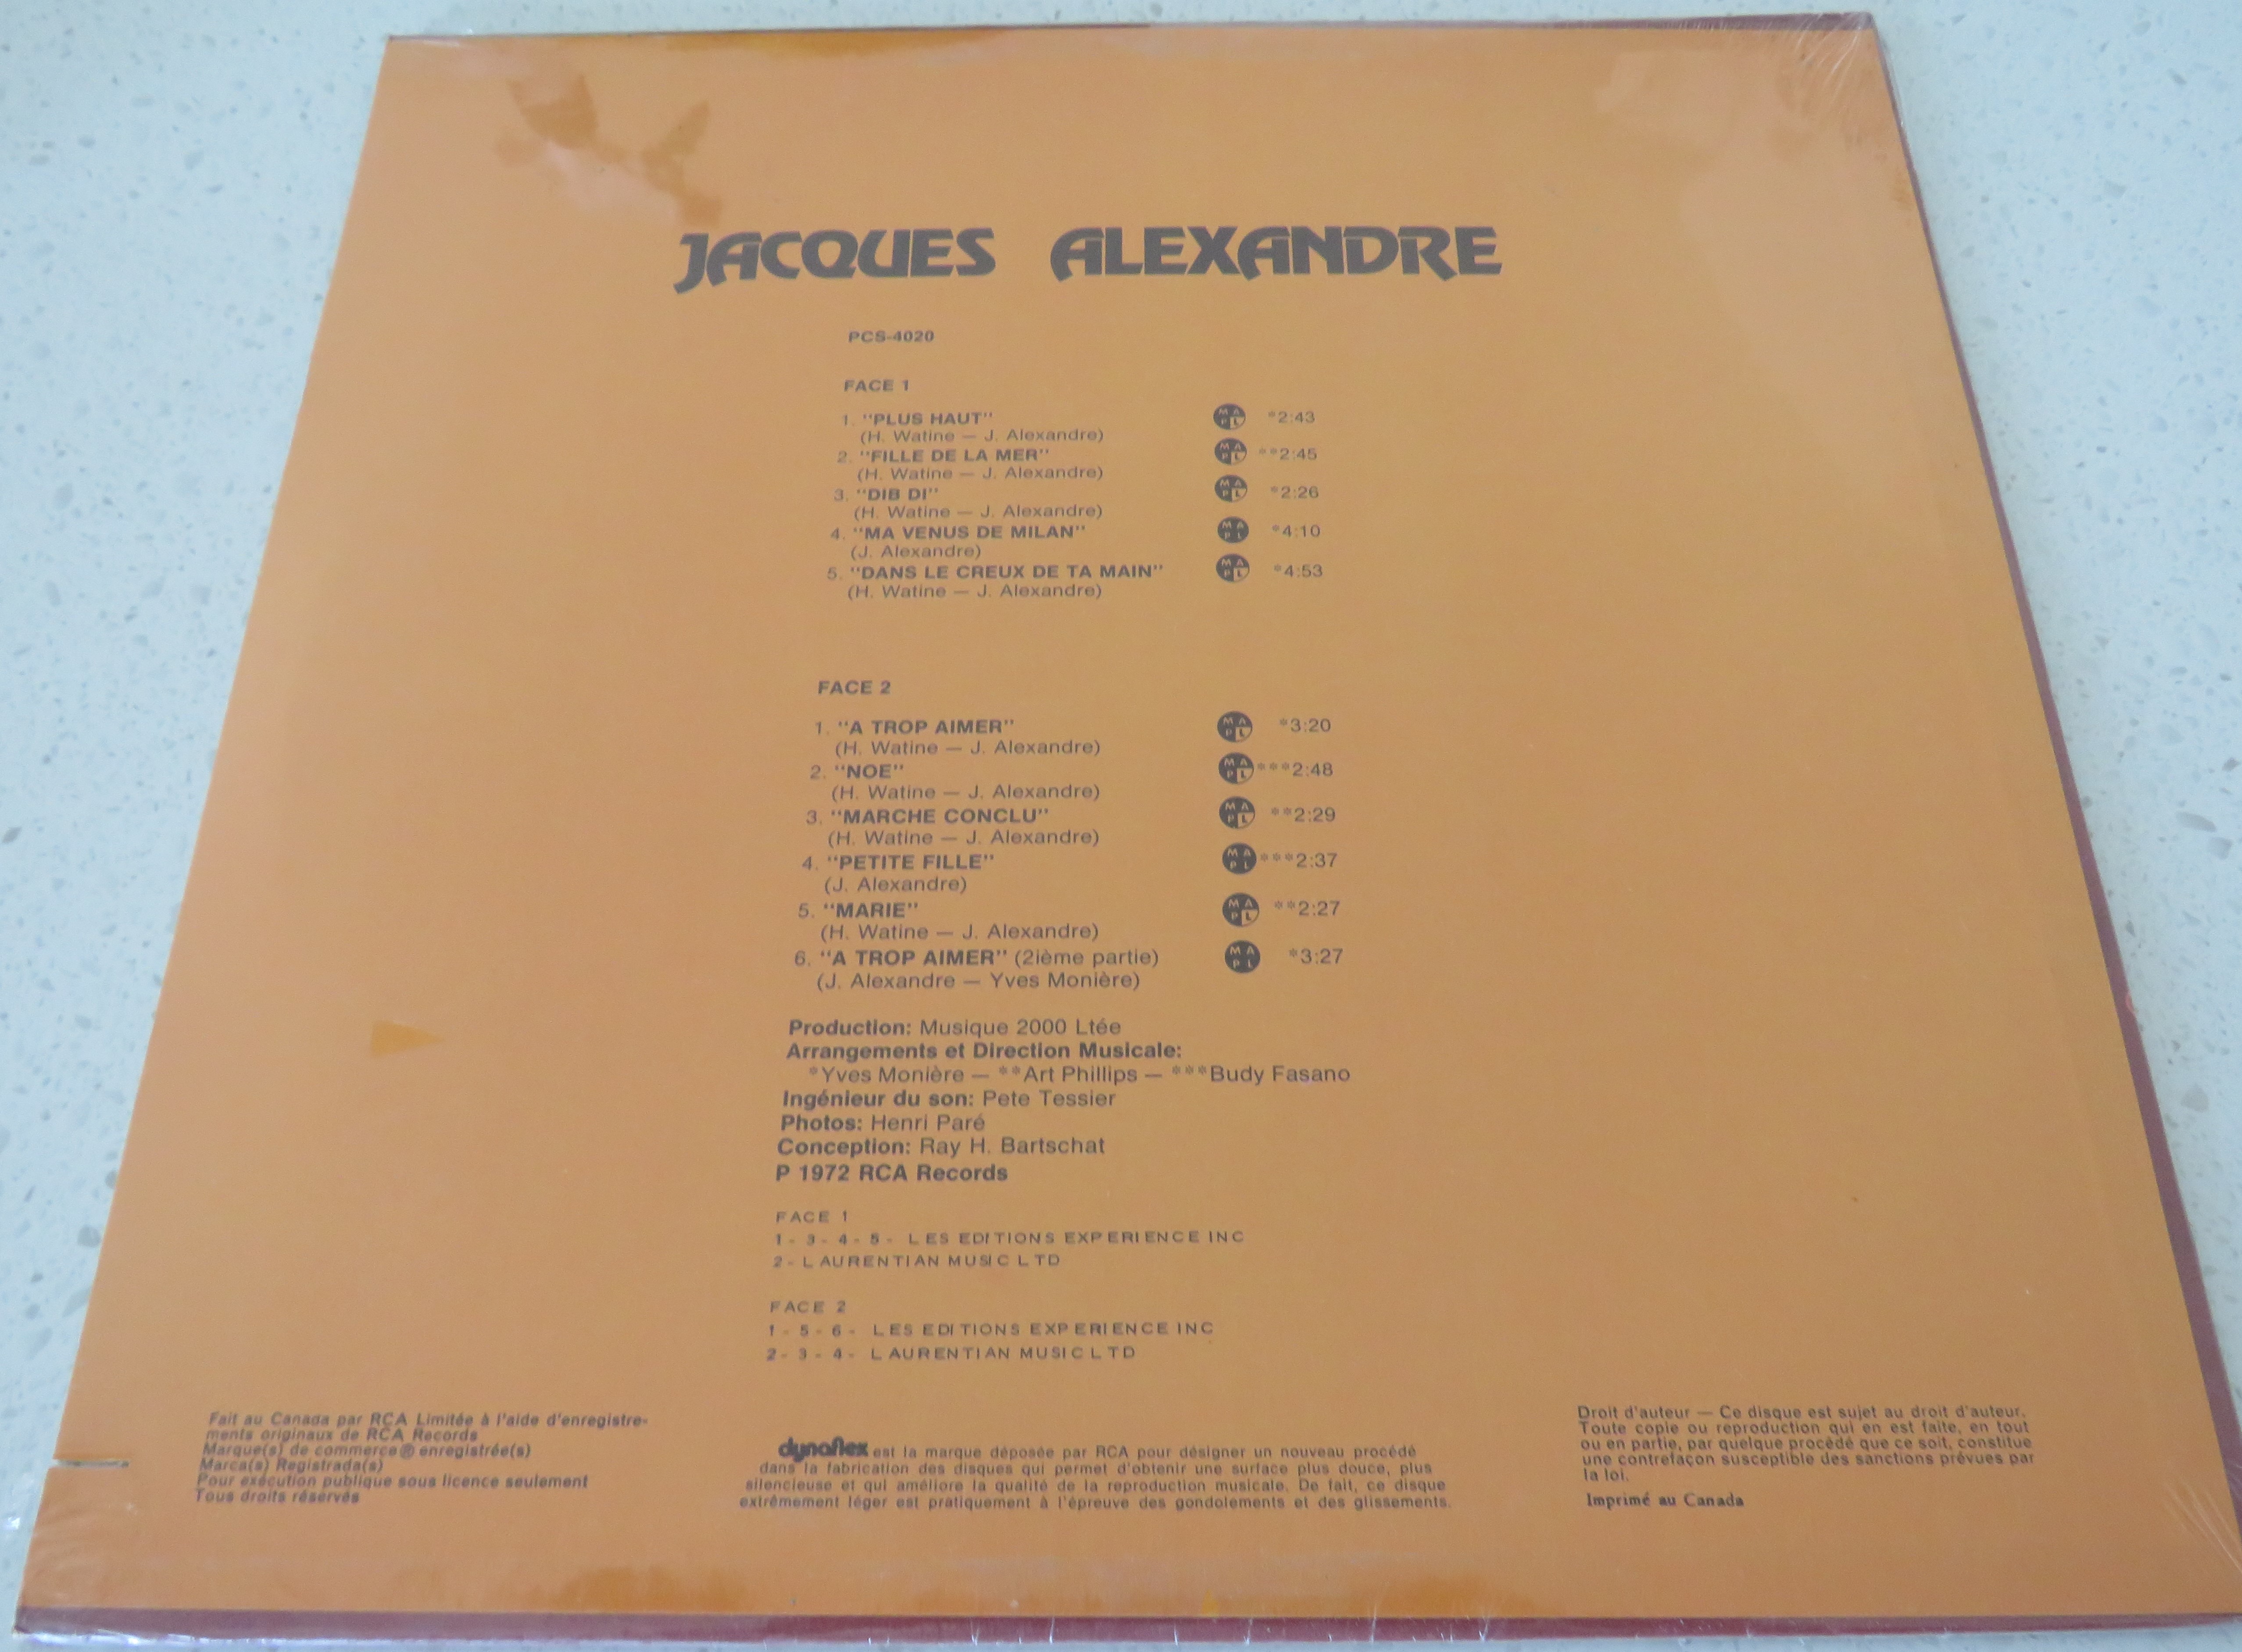 JACQUES ALEXANDRE
PCS-4020
FACE 1
1. "PLUS HAUT" MAPL *2:43
(H. Watine — J. Alexandre)
2. "FILLE DE LA MER" MAPL **2:45
(H. Watine — J. Alexandre)
3. "DIB DI" MAPL *2:26
(H. Watine — J. Alexandre)
4. "MA VENUS DE MILAN" MAPL *4:10
(J. Alexandre)
5. "DANS LE CREUX DE TA MAIN" MAPL *4:53
(H. Watine — J. Alexandre)
FACE 2
1. "A TROP AIMER" MAPL *3:20
(H. Watine — J. Alexandre)
2. "NOE" MAPL ***2:48
(H. Watine — J. Alexandre)
3. "MARCHE CONCLU" MAPL **2:29
(H. Watine — J. Alexandre)
4. "PETITE FILLE" MAPL ***2:37
(J. Alexandre)
5. "MARIE" MAPL **2:27
(H. Watine — J. Alexandre)
6. "A TROP AIMER" (2ième partie) MAPL *3:27
(J. Alexandre — Yves Monière)
Production: Musique 2000 Ltée
Arrangements et Direction Musicale:
*Yves Monière — **Art Phillips — ***Budy Fasano
Ingénieur du son: Pete Tessier
Photos: Henri Paré
Conception: Ray H. Bartschat
P 1972 RCA Records
FACE 1
1 - 3 - 4 - 5 - LES EDITIONS EXPERIENCE INC
2 - LAURENTIAN MUSIC LTD
FACE 2
1 - 5 - 6 - LES EDITIONS EXPERIENCE INC
2 - 3 - 4 - LAURENTIAN MUSIC LTD
Fait au Canada par RCA Limitée à l'aide d'enregistre-
ments originaux de RCA Records
Marque(s) de commerce ® enregistrée(s)
Marca(s) Registrada(s)
Pour exécution publique sous licence seulement
Tous droits réservés
dynaflex est la marque déposée par RCA pour désigner un nouveau procédé
dans la fabrication des disques qui permet d'obtenir une surface plus douce, plus
silencieuse et qui améliore la qualité de la reproduction musicale. De fait, ce disque
extrêmement léger est pratiquement à l'épreuve des gondolements et des glissements.
Droit d'auteur — Ce disque est sujet au droit d'auteur.
Toute copie ou reproduction qui en est faite, en tout
ou en partie, par quelque procédé que ce soit, constitue
une contrefaçon susceptible des sanctions prévues par
la loi.
Imprimé au Canada